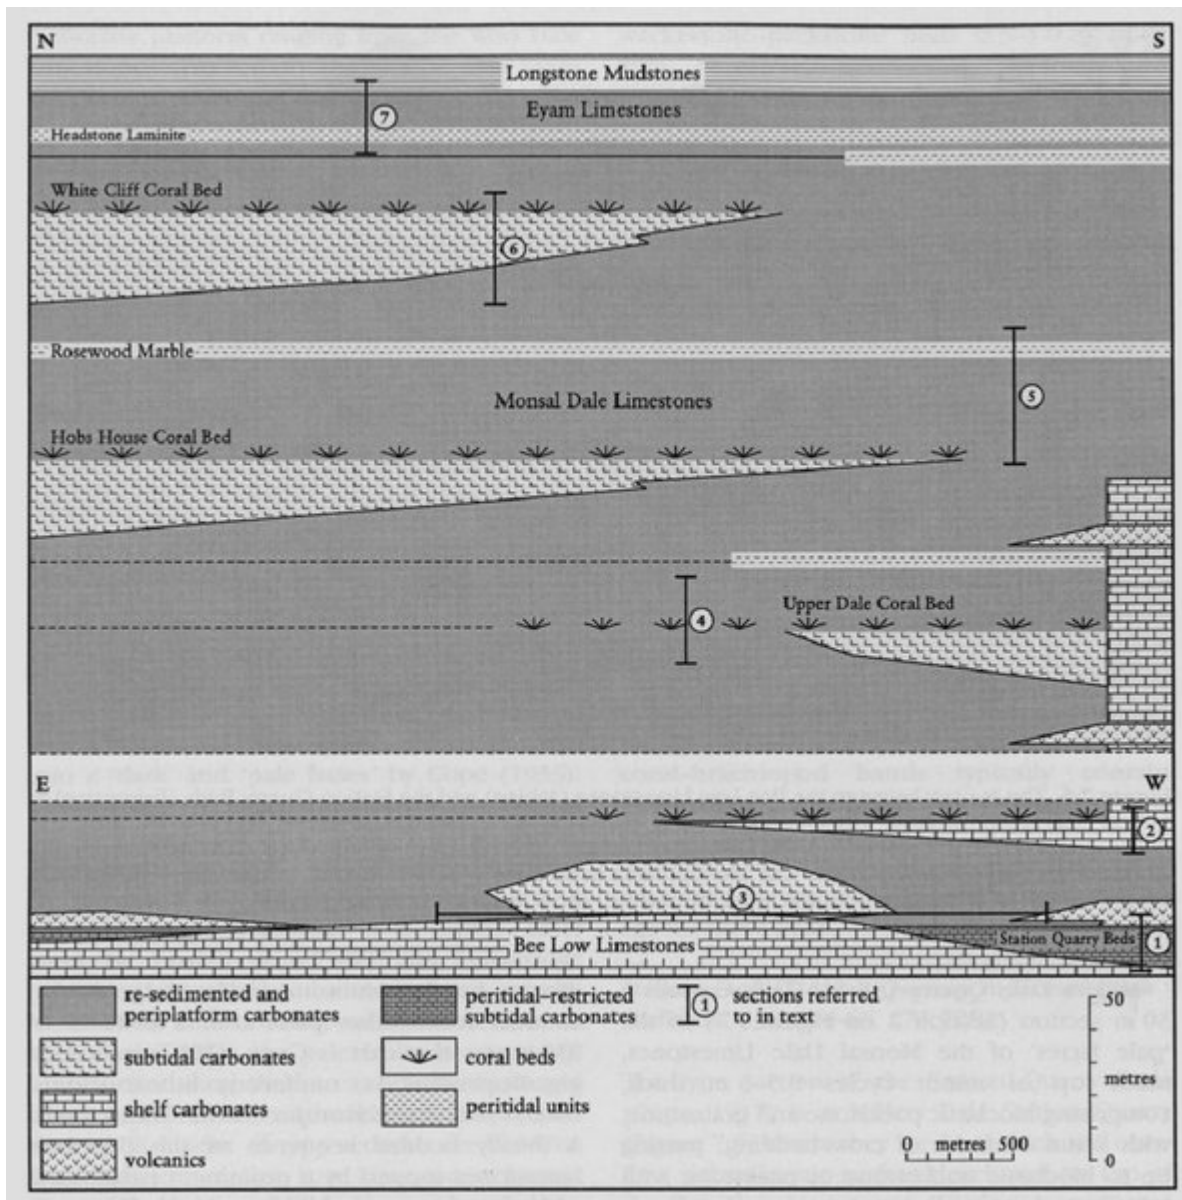 N
S
Longstone Mudstones
Eyam Limestones
7
Headstone Laminite
White Cliff Coral Bed
6
Rosewood Marble
5
Monsal Dale Limestones
Hobs House Coral Bed
Upper Dale Coral Bed
4
E
W
2
3
Station Quarry Beds
1
Bee Low Limestones
re-sedimented and
periplatform carbonates
peritidal–restricted
subtidal carbonates
1
sections referred
to in text
subtidal carbonates
coral beds
shelf carbonates
peritidal units
volcanics
50
metres
0
0 metres 500